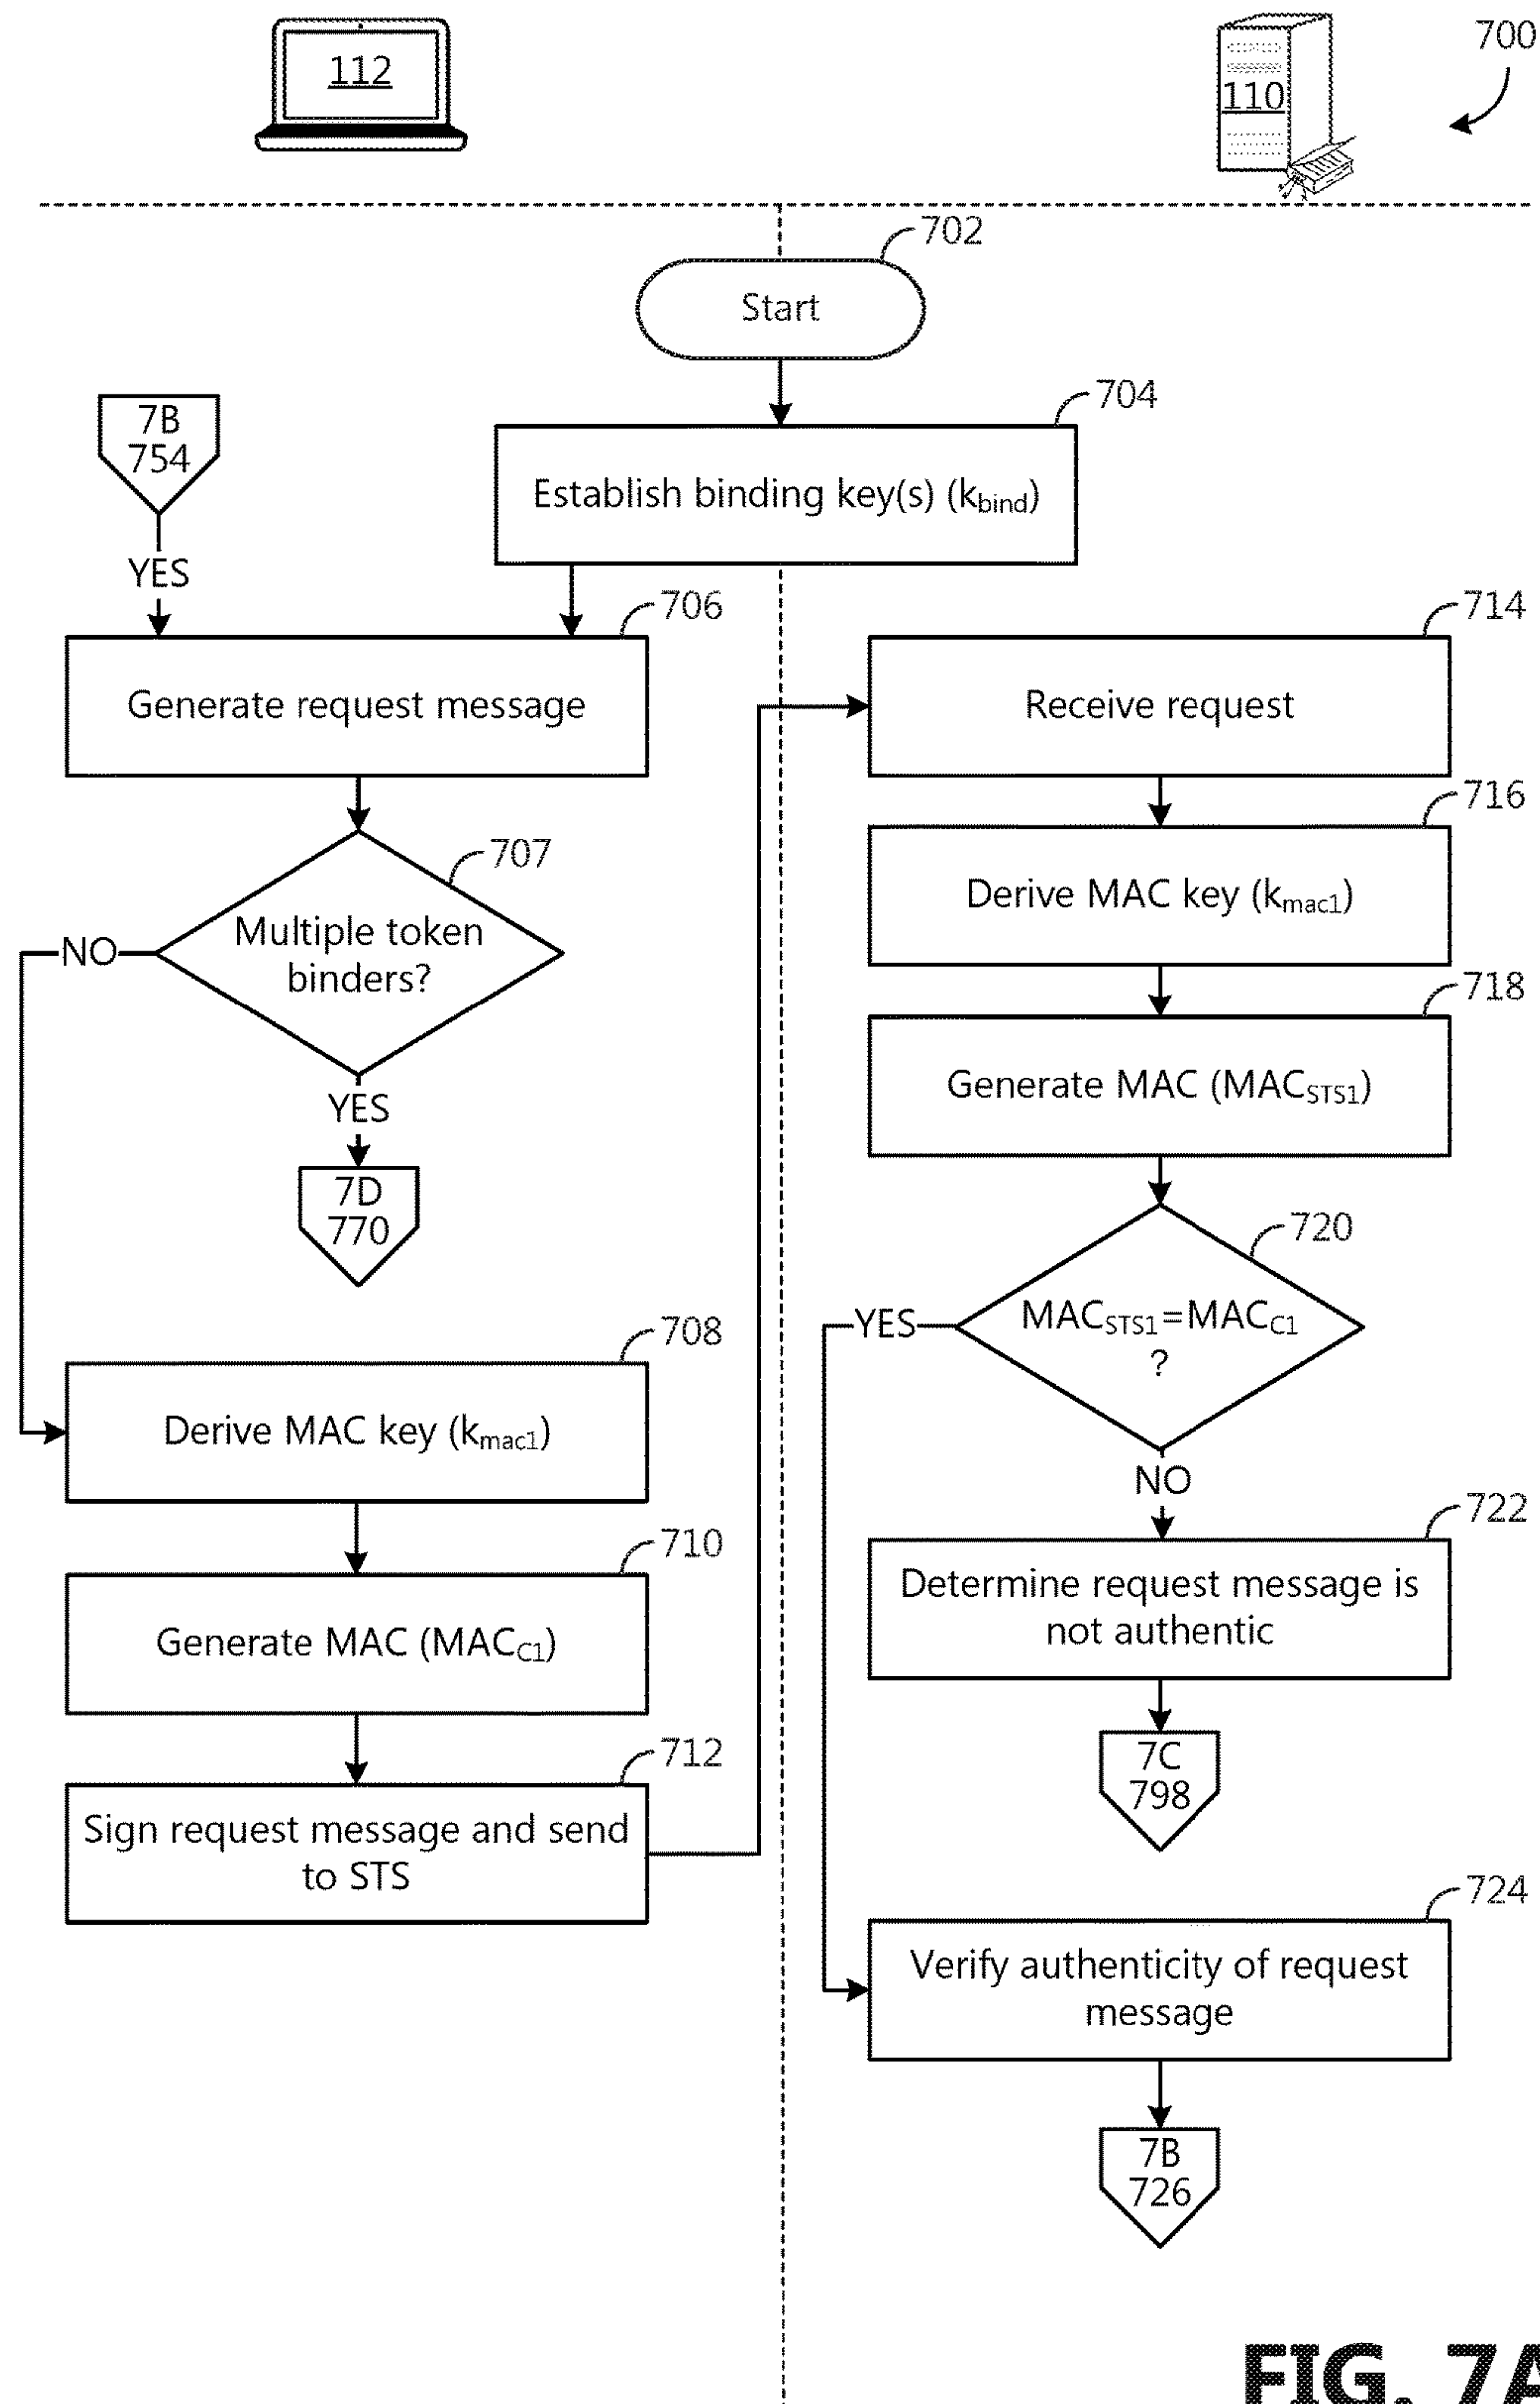 112
110
700
702
Start
704
7B
754
Establish binding key(s) (kbind)
YES
706
714
Generate request message
Receive request
716
707
Multiple token
binders?
NO
Derive MAC key (kmac1)
718
YES
Generate MAC (MACSTS1)
7D
770
720
708
YES
MACSTS1=MACC1
?
Derive MAC key (kmac1)
NO
722
710
Determine request message is
not authentic
Generate MAC (MACC1)
712
7C
798
Sign request message and send
to STS
724
Verify authenticity of request
message
7B
726
FIG. 7A